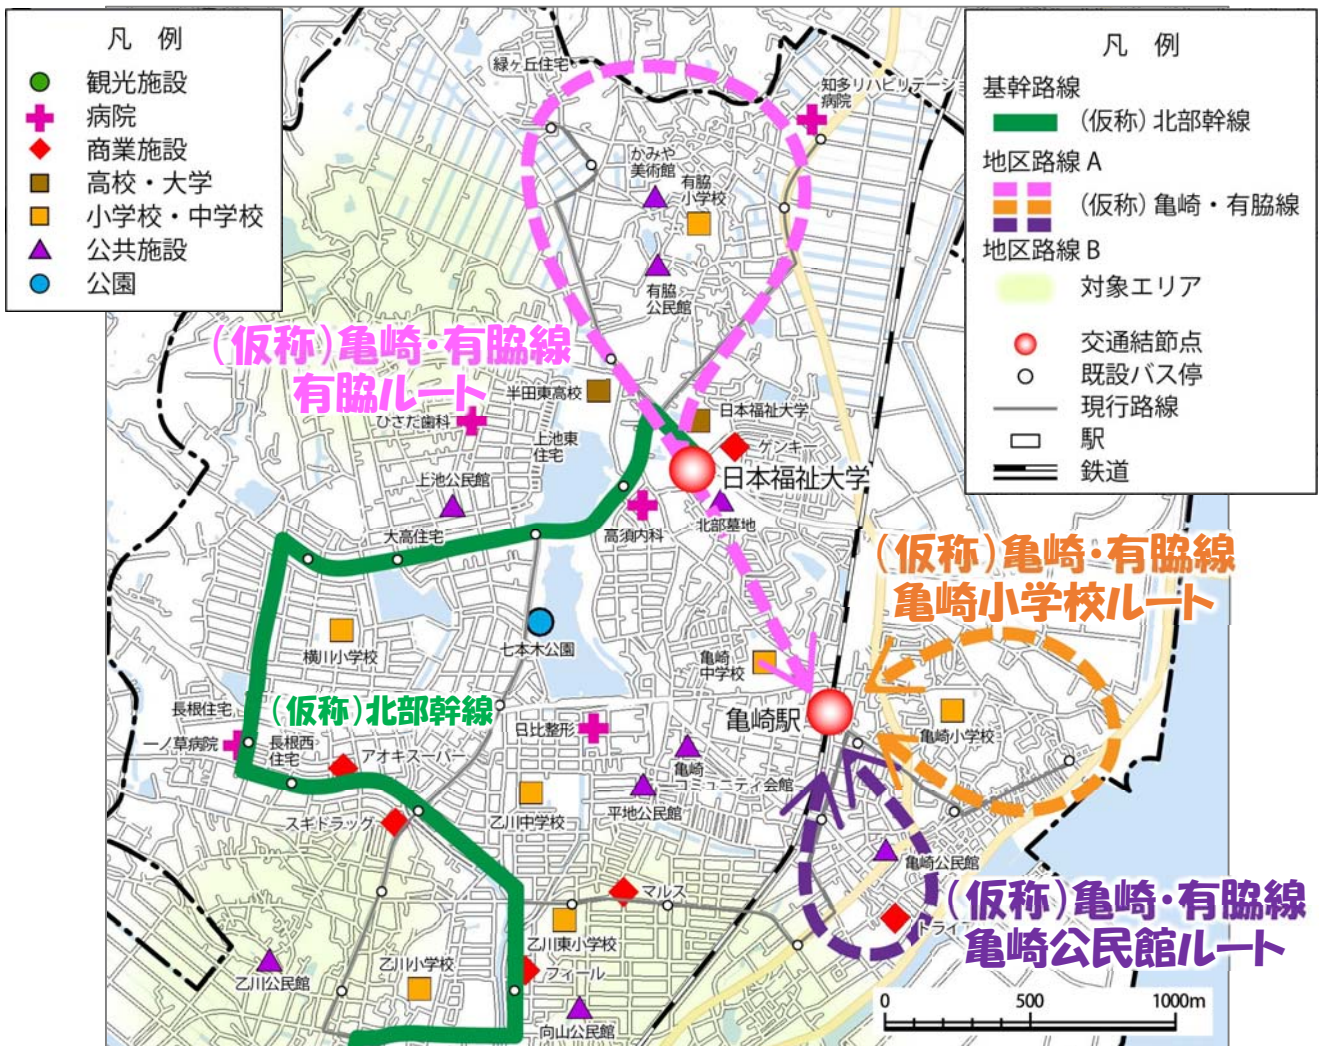 凡 例
観光施設
病院
商業施設
高校・大学
小学校・中学校
公共施設
公園
凡 例
基幹路線
(仮称)北部幹線
地区路線 A
(仮称)亀崎・有脇線
地区路線 B
対象エリア
交通結節点
既設バス停
現行路線
駅
鉄道
緑ヶ丘住宅
知多リハビリテーショ
病院
かみや
美術館
有脇
小学校
有脇
公民館
(仮称)亀崎・有脇線
有脇ルート
半田東高校
日本福祉大学
ひさだ歯科
上池東
住宅
ゲンキー
日本福祉大学
上池公民館
高須内科
北部墓地
大高住宅
(仮称)亀崎・有脇線
亀崎小学校ルート
横川小学校
七本木公園
亀崎
中学校
長根住宅
(仮称)北部幹線
亀崎駅
亀崎小学校
一ノ草病院
長根西
住宅
アオキスーパー
日比整形
亀崎
コミュニティ会館
スギドラッグ
乙川中学校
平地公民館
亀崎公民館
マルス
(仮称)亀崎・有脇線
亀崎公民館ルート
トライ
乙川東小学校
乙川公民館
乙川小学校
フィール
向山公民館
0 500 1000m